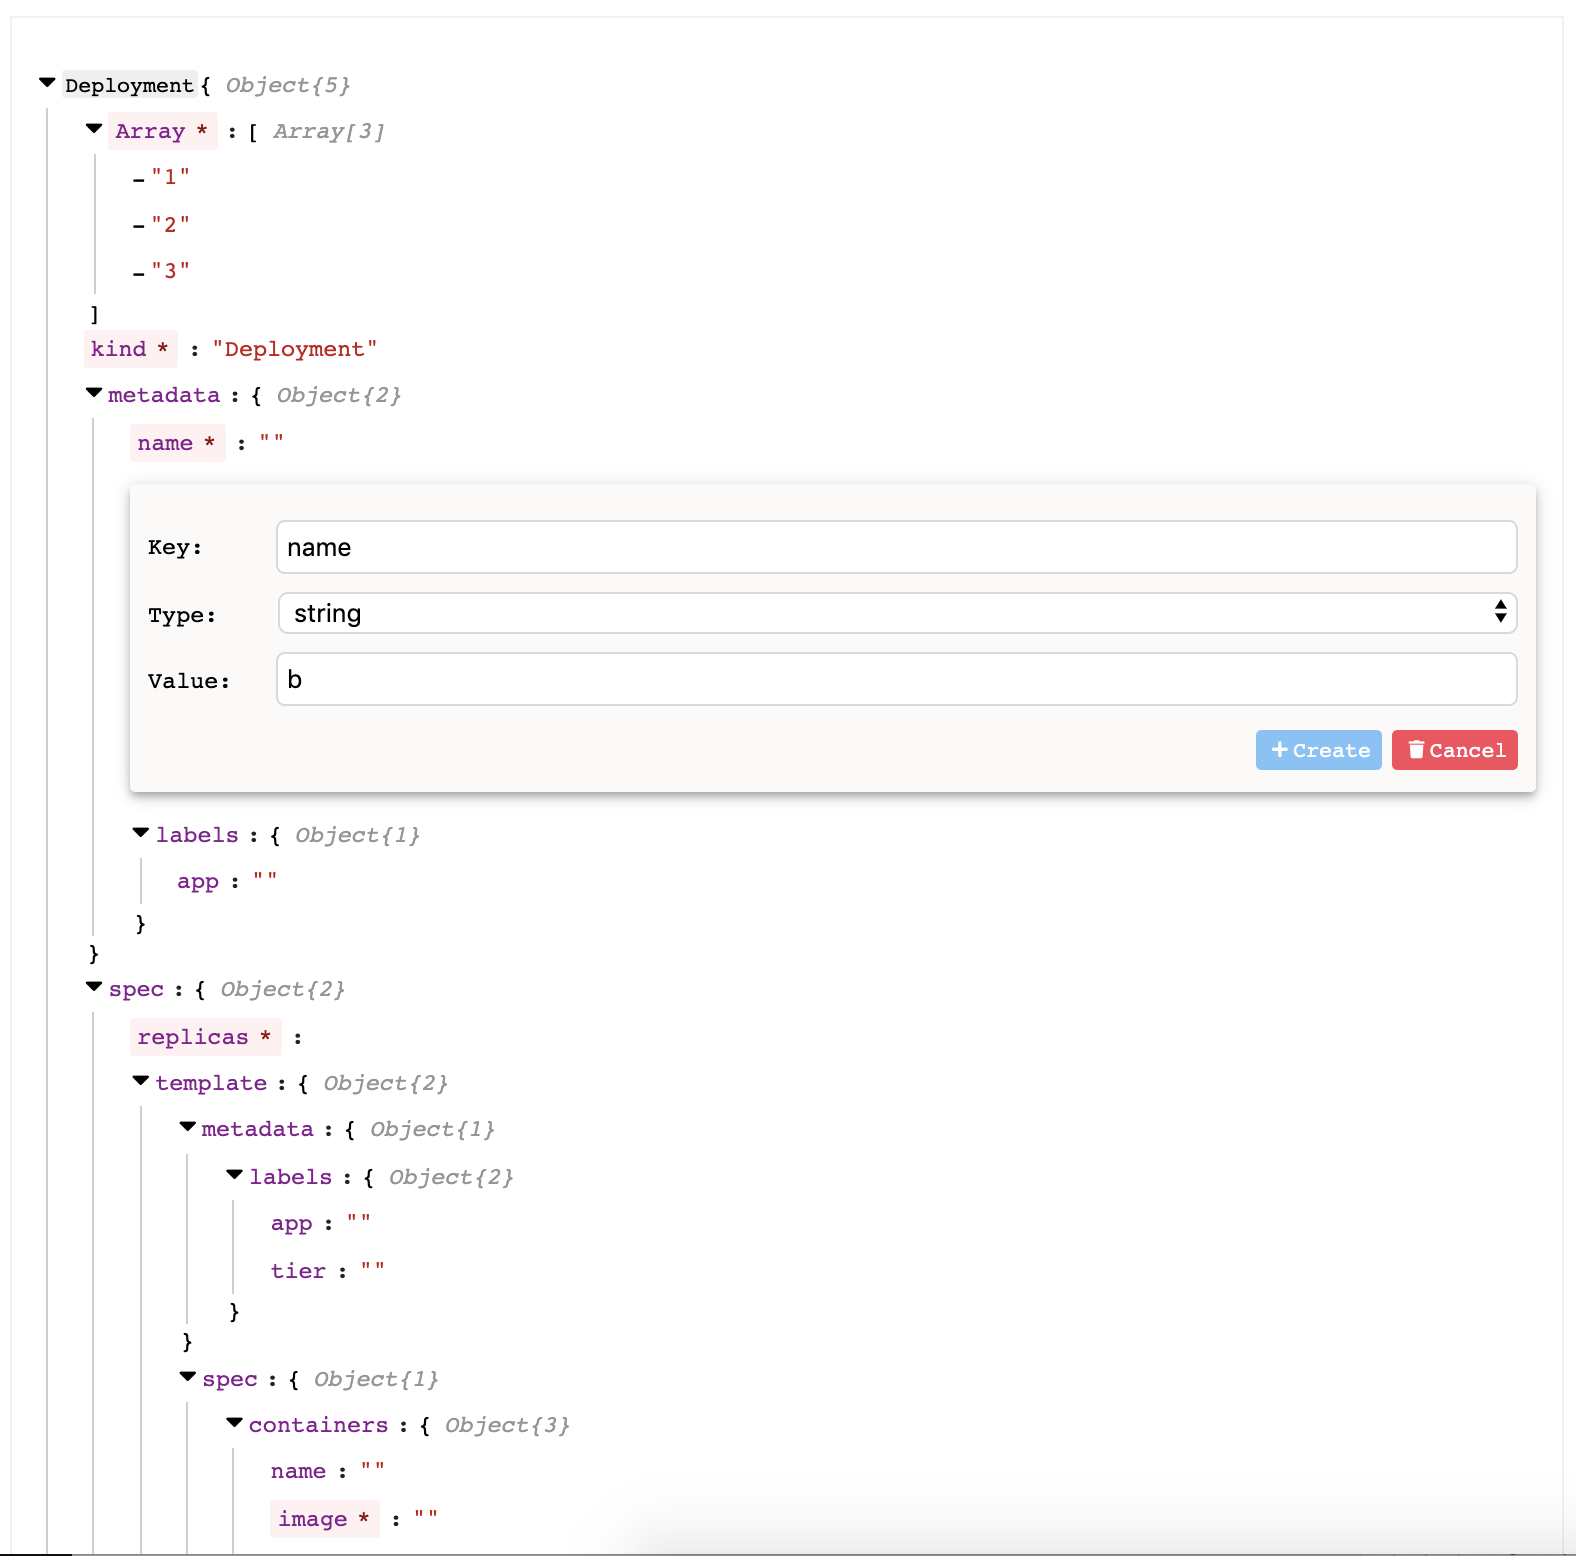 Deployment{ Object{5}
Array * : [ Array[3]
–"1"
–"2"
–"3"
]
kind * : "Deployment"
metadata : { Object{2}
name * : ""
Key: name
Type: string
Value: b
+Create Cancel
labels : { Object{1}
app : ""
}
}
spec : { Object{2}
replicas * :
template : { Object{2}
metadata : { Object{1}
labels : { Object{2}
app : ""
tier : ""
}
}
spec : { Object{1}
containers : { Object{3}
name : ""
image * : ""